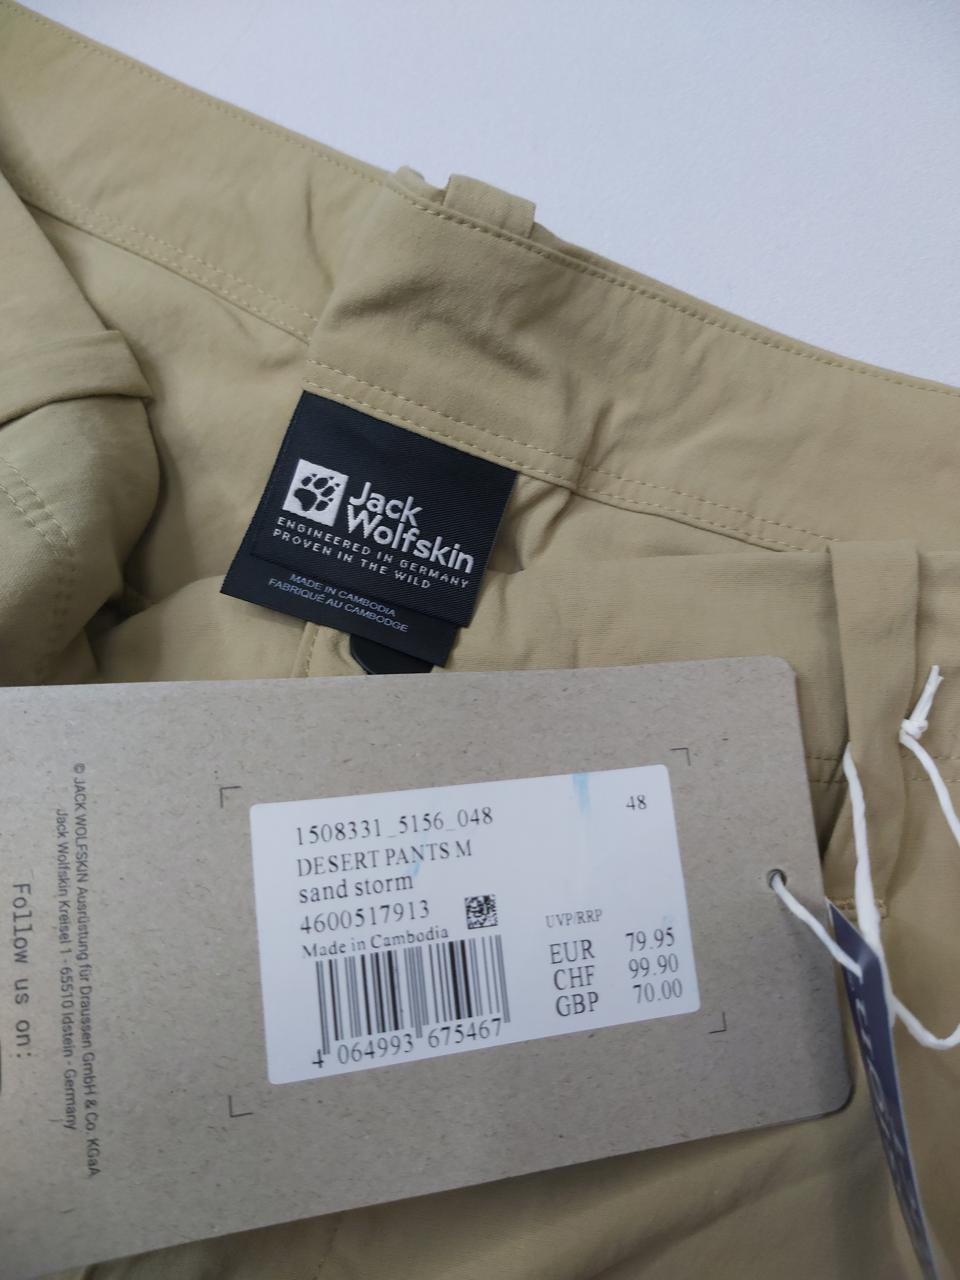 Jack
Wolfskin
ENGINEERED IN GERMANY
PROVEN IN THE WILD
MADE IN CAMBODIA
FABRIQUÉ AU CAMBODGE
1508331_5156_048
48
DESERT PANTS M
sand storm
4600517913
Made in Cambodia
UVP/RRP
EUR 79.95
CHF 99.90
GBP 70.00
4 064993 675467
© JACK WOLFSKIN Ausrüstung für Draussen GmbH & Co. KGaA
Jack Wolfskin Kreisel 1 - 65510 Idstein - Germany
Follow us on: